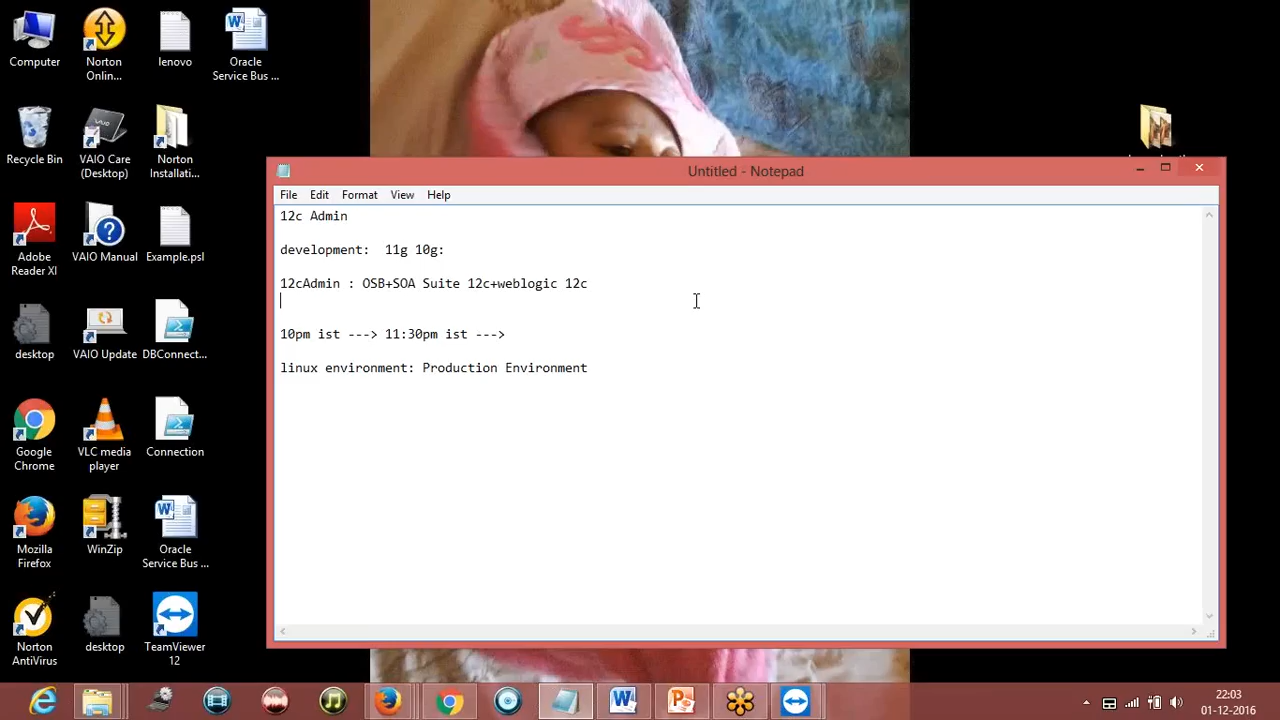 Computer
Norton Online...
lenovo
Oracle Service Bus ...
Recycle Bin
VAIO Care (Desktop)
Norton Installati...
Adobe Reader XI
VAIO Manual
Example.psl
desktop
VAIO Update
DBConnect...
Google Chrome
VLC media player
Connection
Mozilla Firefox
WinZip
Oracle Service Bus ...
Norton AntiVirus
desktop
TeamViewer 12
Untitled - Notepad
File Edit Format View Help
12c Admin
development:  11g 10g:
12cAdmin : OSB+SOA Suite 12c+weblogic 12c
10pm ist ---> 11:30pm ist --->
linux environment: Production Environment
22:03
01-12-2016